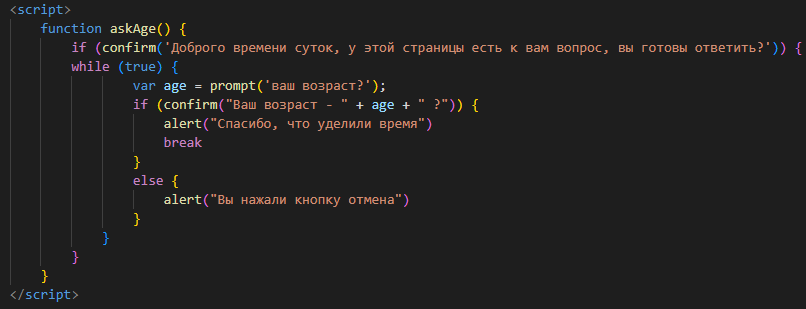 <script>
function askAge() {
if (confirm('Доброго времени суток, у этой страницы есть к вам вопрос, вы готовы ответить?')) {
while (true) {
var age = prompt('ваш возраст?');
if (confirm("Ваш возраст - " + age + " ?")) {
alert("Спасибо, что уделили время")
break
}
else {
alert("Вы нажали кнопку отмена")
}
}
}
}
</script>